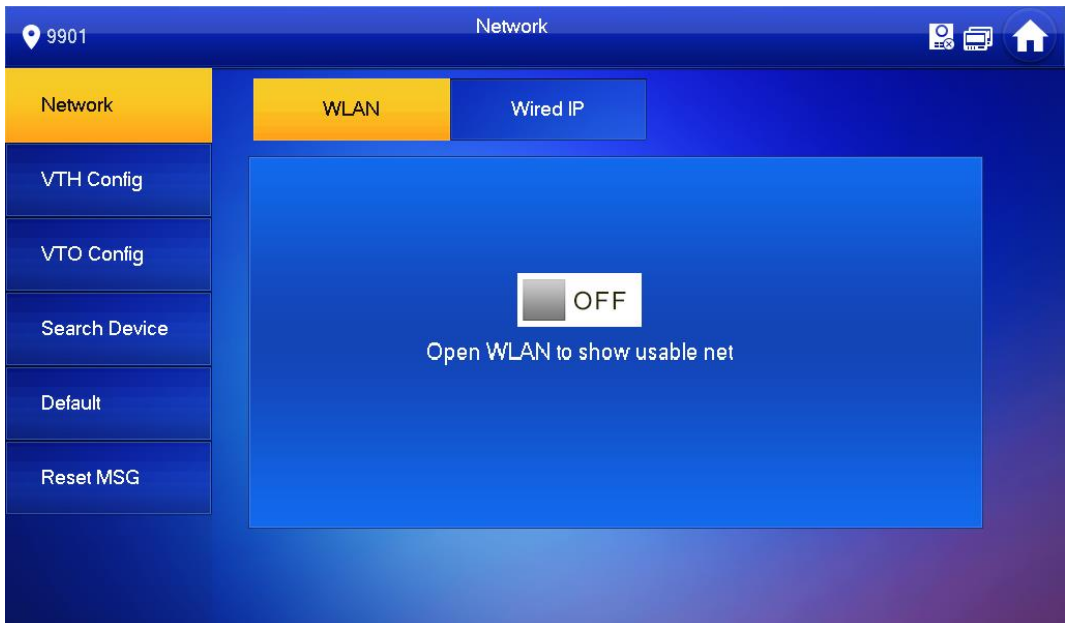 9901
Network
Network
WLAN
Wired IP
VTH Config
VTO Config
Search Device
Default
Reset MSG
OFF
Open WLAN to show usable net